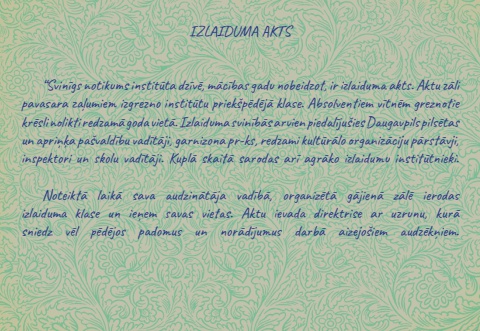 IZLAIDUMA AKTS
"Svinīgs notikums institūta dzīvē, mācības gadu nobeidzot, ir izlaiduma akts. Aktu zāli
pavasara zaļumiem izgrezno institūtu priekšpēdējā klase. Absolventiem vītnēm greznotie
krēsli nolikti redzamā goda vietā. Izlaiduma svinībās arvien piedalījušies Daugavpils pilsētas
un apriņķa pašvaldību vadītāji, garnizona pr-ks, redzami kultūrālo organizāciju pārstāvji,
inspektori un skolu vadītāji. Kuplā skaitā sarodas arī agrāko izlaidumu institūtnieki.
Noteiktā laikā sava audzinātāja vadībā, organizētā gājienā zālē ierodas
izlaiduma klase un ieņem savas vietas. Aktu ievada direktrise ar uzrunu, kurā
sniedz vēl pēdējos padomus un norādījumus darbā aizejošiem audzēkņiem.